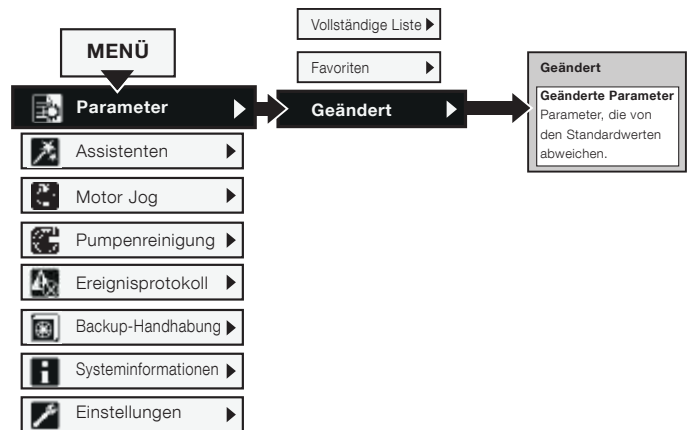 MENÜ
Parameter
Assistenten
Motor Jog
Pumpenreinigung
Ereignisprotokoll
Backup-Handhabung
Systeminformationen
Einstellungen
Vollständige Liste
Favoriten
Geändert
Geändert
Geänderte Parameter
Parameter, die von
den Standardwerten
abweichen.